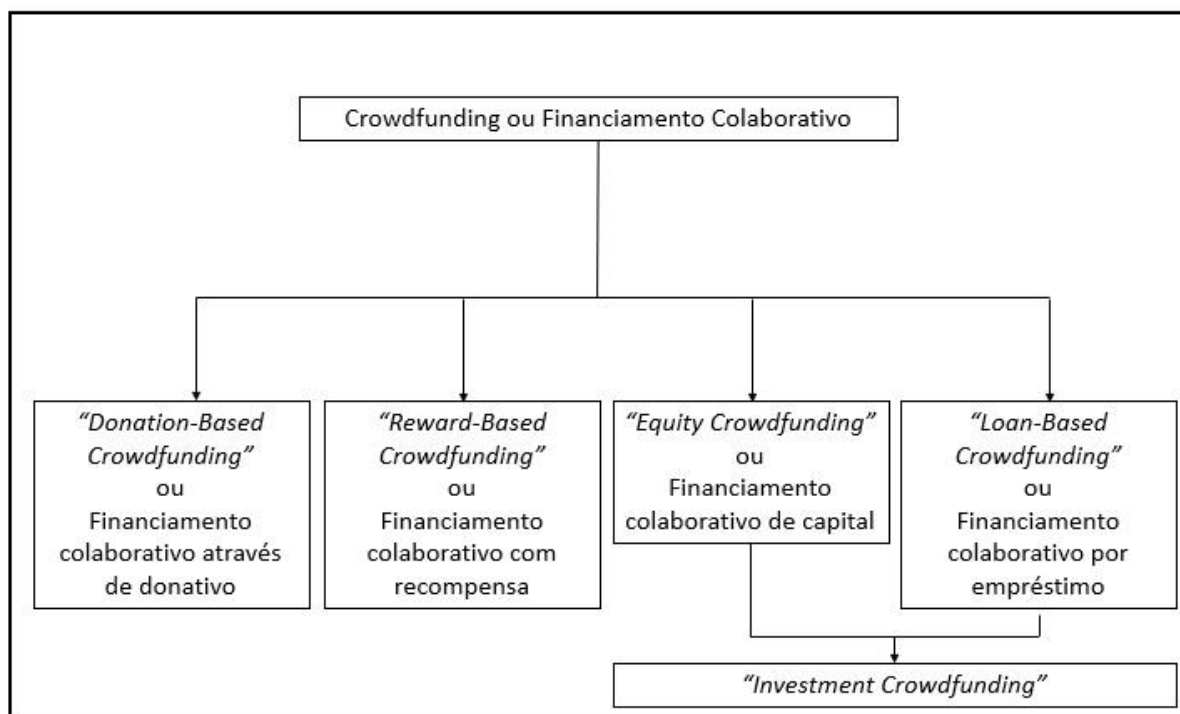 Crowdfunding ou Financiamento Colaborativo
“Donation-Based
Crowdfunding”
ou
Financiamento
colaborativo através
de donativo
“Reward-Based
Crowdfunding”
ou
Financiamento
colaborativo com
recompensa
“Equity Crowdfunding”
ou
Financiamento
colaborativo de capital
“Loan-Based
Crowdfunding”
ou
Financiamento
colaborativo por
empréstimo
“Investment Crowdfunding”